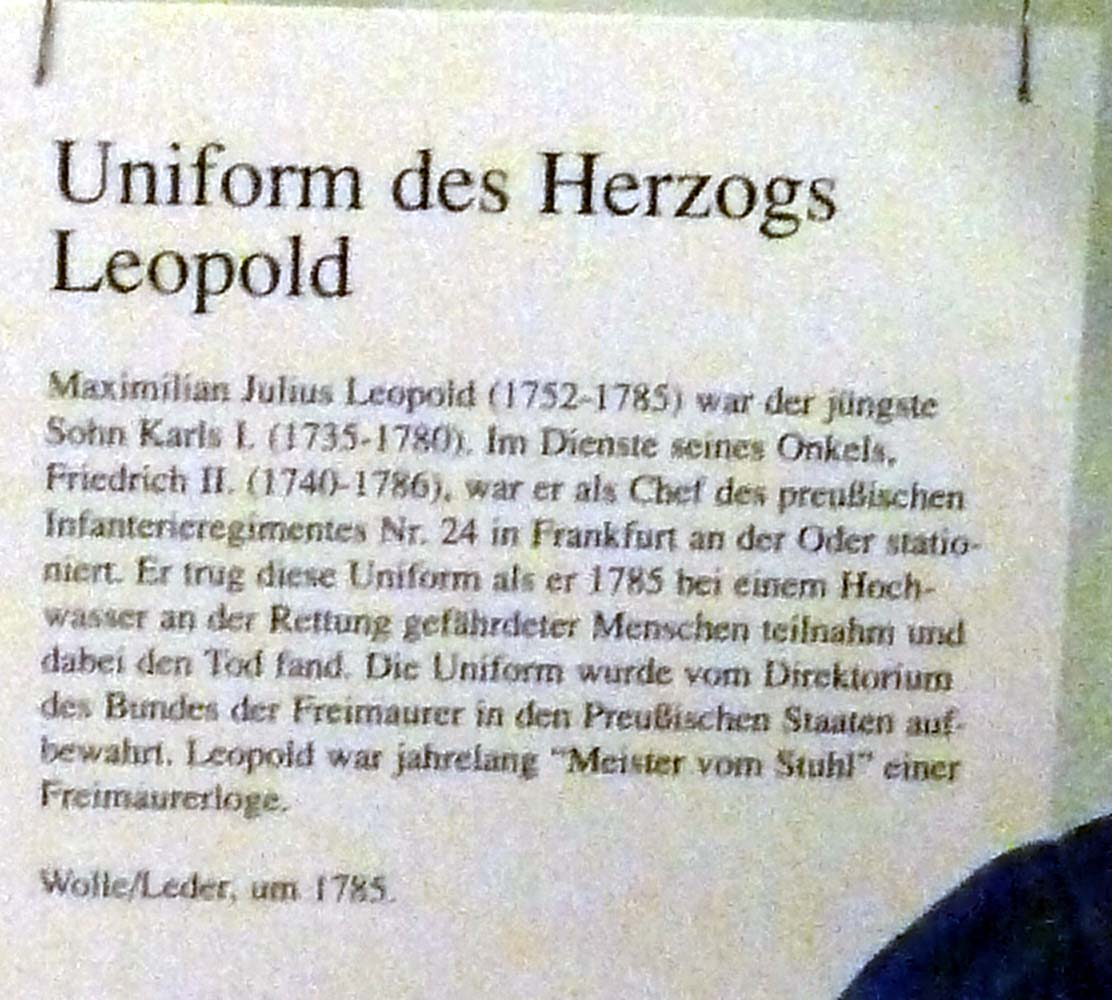 Uniform des Herzogs
Leopold
Maximilian Julius Leopold (1752-1785) war der jüngste
Sohn Karls I. (1735-1780). Im Dienste seines Onkels,
Friedrich II. (1740-1786), war er als Chef des preußischen
Infanterieregimentes Nr. 24 in Frankfurt an der Oder statio-
niert. Er trug diese Uniform als er 1785 bei einem Hoch-
wasser an der Rettung gefährdeter Menschen teilnahm und
dabei den Tod fand. Die Uniform wurde vom Direktorium
des Bundes der Freimaurer in den Preußischen Staaten auf-
bewahrt. Leopold war jahrelang "Meister vom Stuhl" einer
Freimaurerloge.
Wolle/Leder, um 1785.